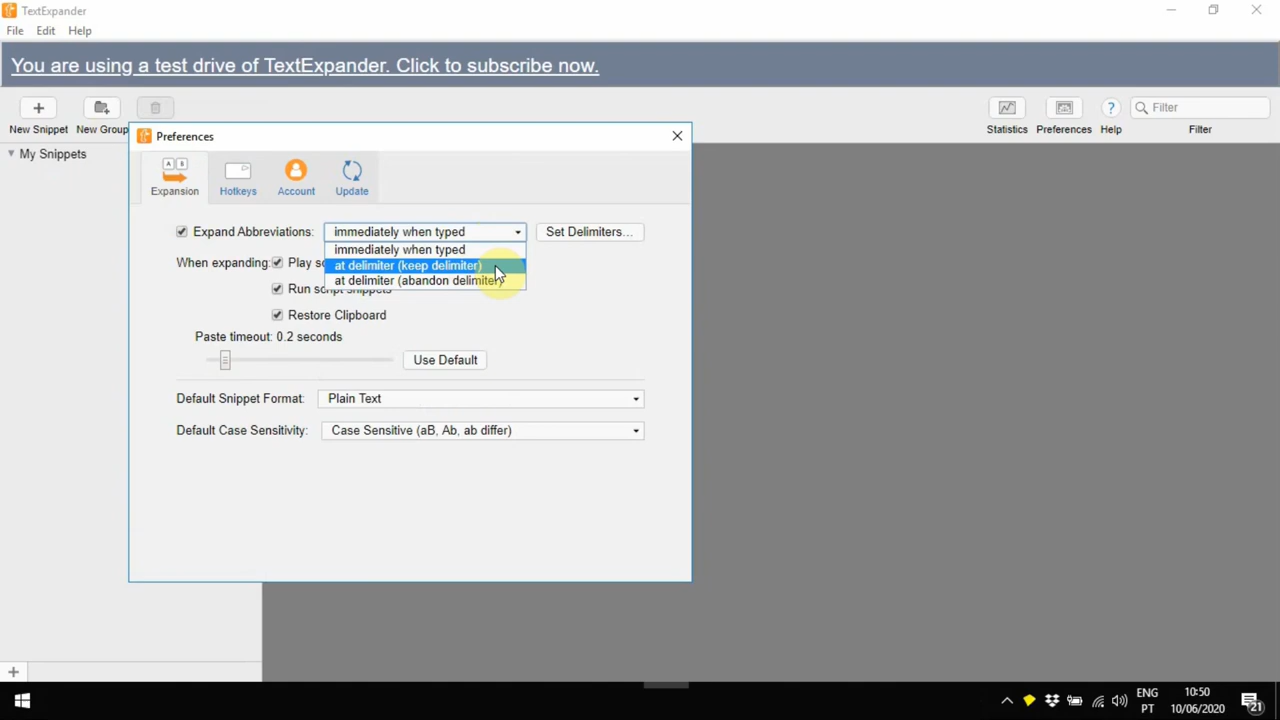 TextExpander
File Edit Help
You are using a test drive of TextExpander. Click to subscribe now.
New Snippet New Group
Statistics Preferences Help Filter
Filter
My Snippets
Preferences
Expansion Hotkeys Account Update
Expand Abbreviations: immediately when typed Set Delimiters...
immediately when typed
at delimiter (keep delimiter)
at delimiter (abandon delimiter)
When expanding: Play
Run script snippets
Restore Clipboard
Paste timeout: 0.2 seconds
Use Default
Default Snippet Format: Plain Text
Default Case Sensitivity: Case Sensitive (aB, Ab, ab differ)
ENG
PT
10:50
10/06/2020
21